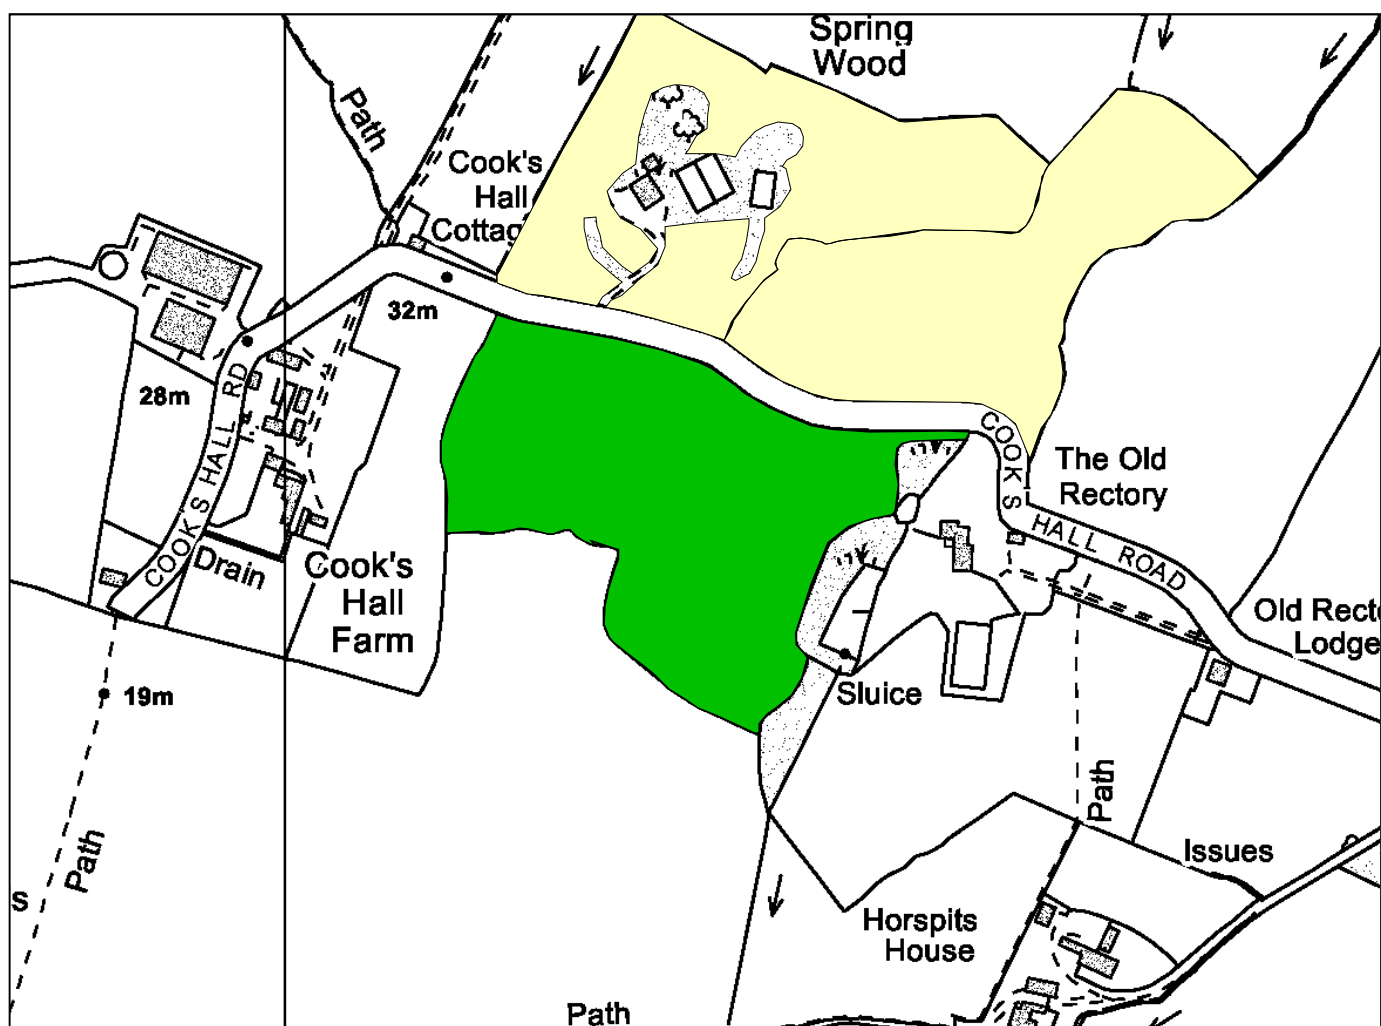 Spring
Wood
Path
Cook's
Hall
Cottag
32m
28m
COOK'S HALL RD
COOK'S HALL ROAD
The Old
Rectory
Drain
Cook's
Hall
Farm
Old Recto
Lodge
19m
Sluice
Path
Path
Issues
s
Horspits
House
Path